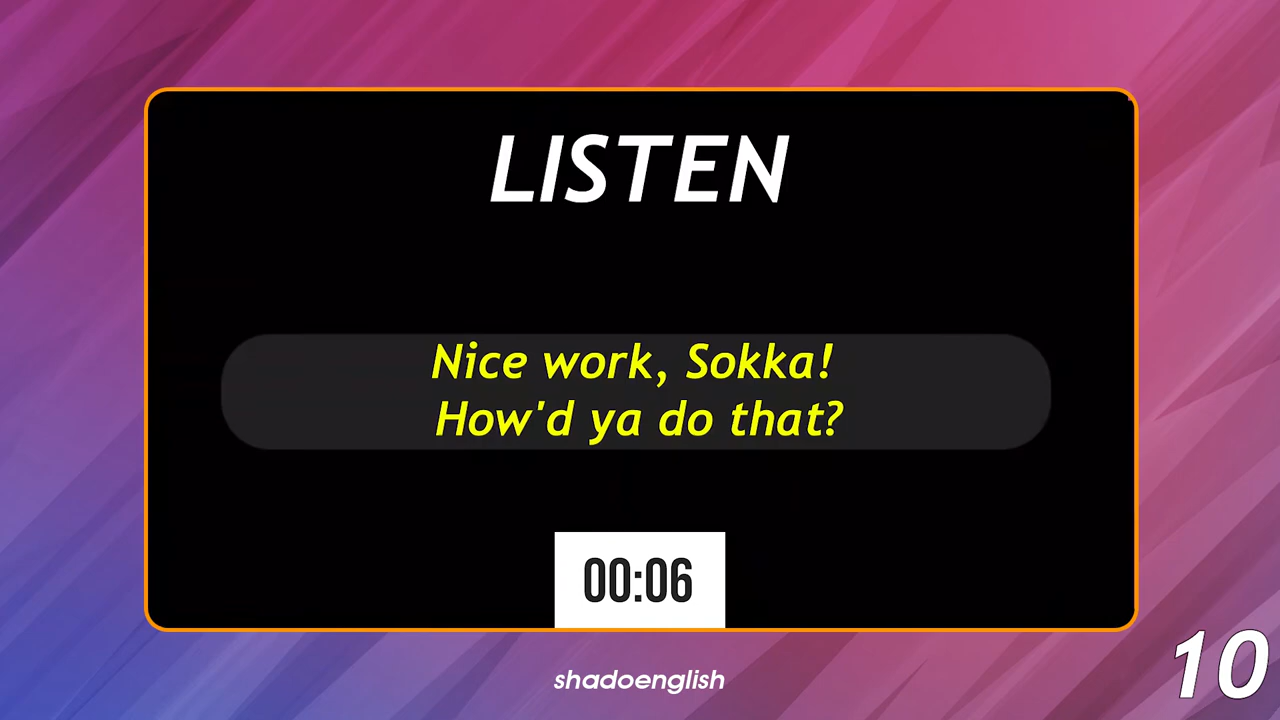 LISTEN
Nice work, Sokka!
How'd ya do that?
00:06
shadoenglish
10